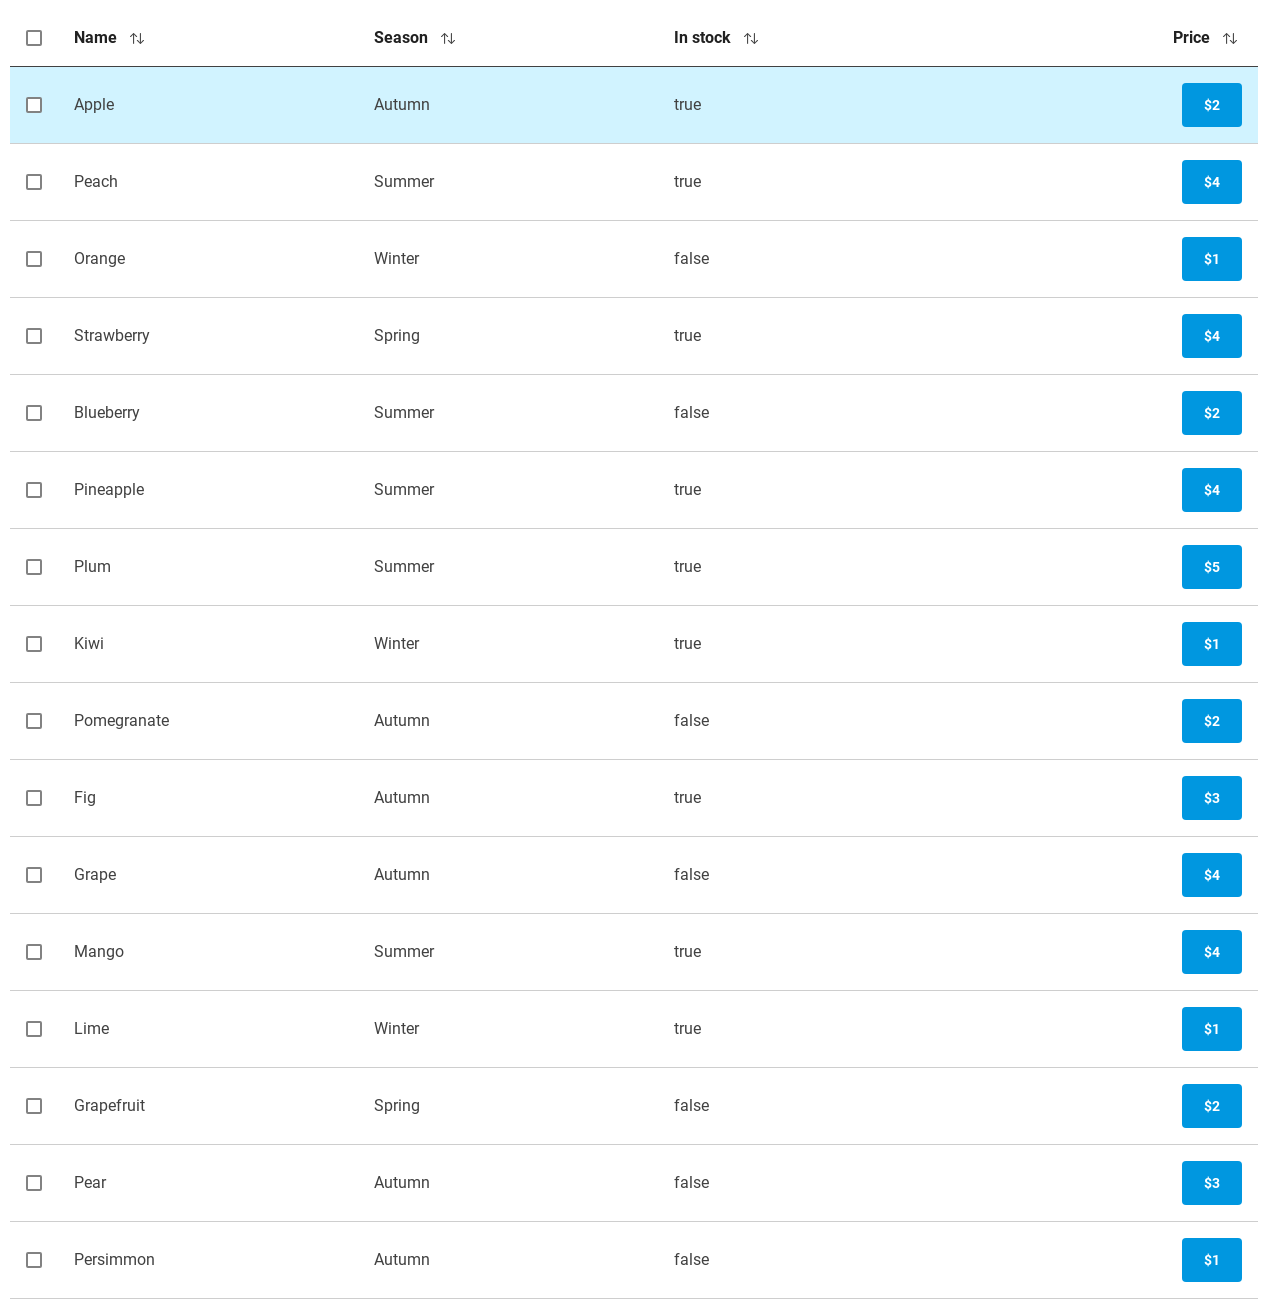 Name Season In stock Price
Apple Autumn true $2
Peach Summer true $4
Orange Winter false $1
Strawberry Spring true $4
Blueberry Summer false $2
Pineapple Summer true $4
Plum Summer true $5
Kiwi Winter true $1
Pomegranate Autumn false $2
Fig Autumn true $3
Grape Autumn false $4
Mango Summer true $4
Lime Winter true $1
Grapefruit Spring false $2
Pear Autumn false $3
Persimmon Autumn false $1